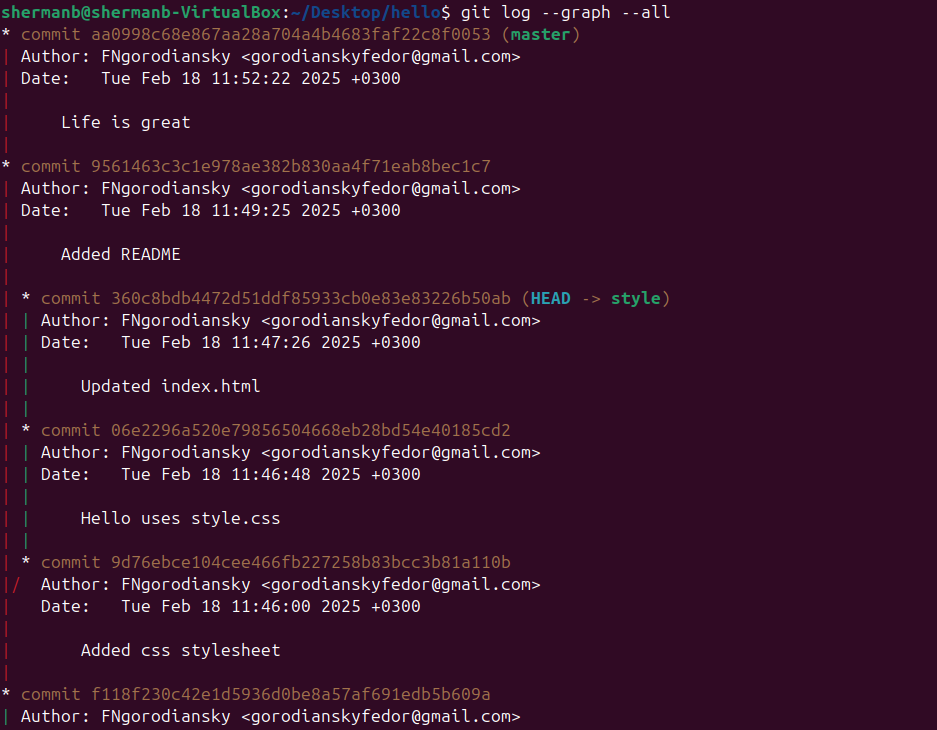 shermanb@shermanb-VirtualBox:~/Desktop/hello$ git log --graph --all
* commit aa0998c68e867aa28a704a4b4683faf22c8f0053 (master)
| Author: FNgorodiansky <gorodianskyfedor@gmail.com>
| Date:   Tue Feb 18 11:52:22 2025 +0300
|
|     Life is great
|
* commit 9561463c3c1e978ae382b830aa4f71eab8bec1c7
| Author: FNgorodiansky <gorodianskyfedor@gmail.com>
| Date:   Tue Feb 18 11:49:25 2025 +0300
|
|     Added README
|
| * commit 360c8bdb4472d51ddf85933cb0e83e83226b50ab (HEAD -> style)
| | Author: FNgorodiansky <gorodianskyfedor@gmail.com>
| | Date:   Tue Feb 18 11:47:26 2025 +0300
| |
| |     Updated index.html
| |
| * commit 06e2296a520e79856504668eb28bd54e40185cd2
| | Author: FNgorodiansky <gorodianskyfedor@gmail.com>
| | Date:   Tue Feb 18 11:46:48 2025 +0300
| |
| |     Hello uses style.css
| |
| * commit 9d76ebce104cee466fb227258b83bcc3b81a110b
|/  Author: FNgorodiansky <gorodianskyfedor@gmail.com>
|   Date:   Tue Feb 18 11:46:00 2025 +0300
|
|       Added css stylesheet
|
* commit f118f230c42e1d5936d0be8a57af691edb5b609a
| Author: FNgorodiansky <gorodianskyfedor@gmail.com>